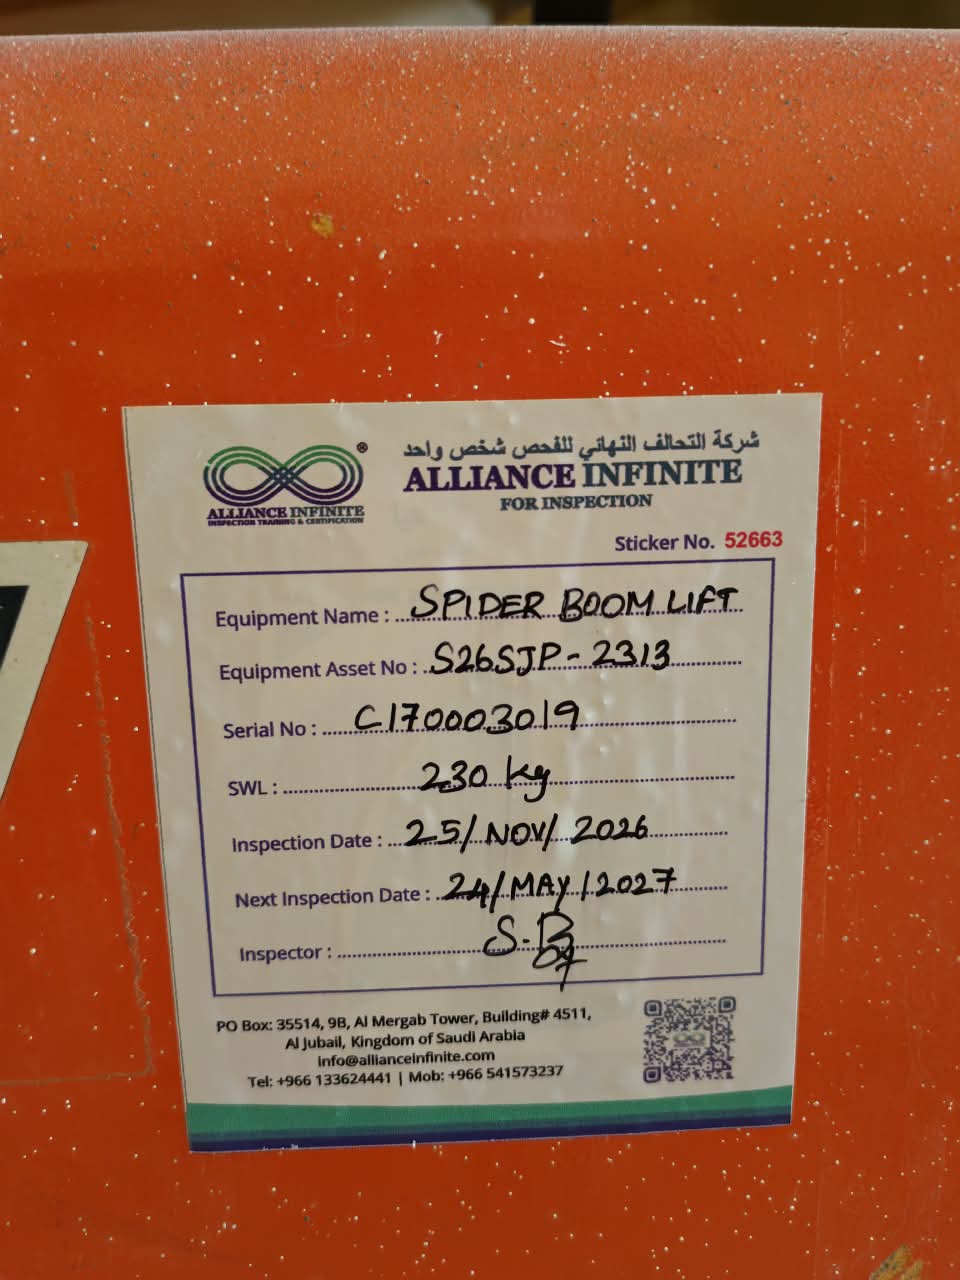 شركة التحالف النهائي للفحص شخص واحد
ALLIANCE INFINITE
FOR INSPECTION
®
ALLIANCE INFINITE
INSPECTION TRAINING & CERTIFICATION
Sticker No. 52663
Equipment Name : SPIDER BOOM LIFT
Equipment Asset No : S26SJP - 2313
Serial No : C170003019
SWL : 230 kg
Inspection Date : 25/NOV/ 2026
Next Inspection Date : 24/MAY/2027
Inspector : S.B
PO Box: 35514, 9B, Al Mergab Tower, Building# 4511,
Al Jubail, Kingdom of Saudi Arabia
info@allianceinfinite.com
Tel: +966 133624441 | Mob: +966 541573237